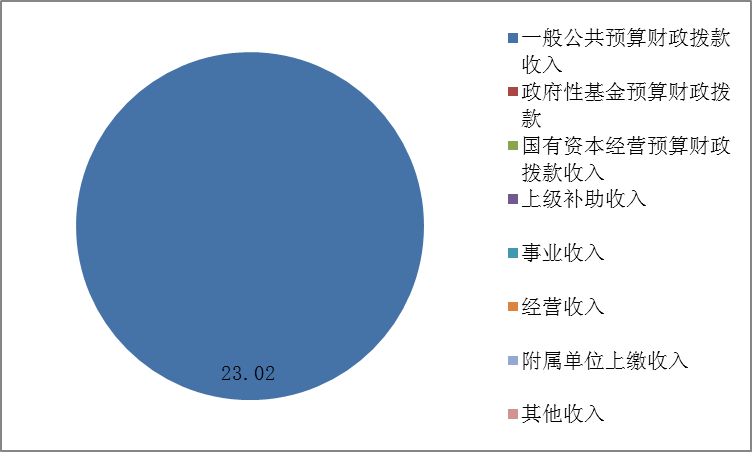 一般公共预算财政拨款
收入
政府性基金预算财政拨
款
国有资本经营预算财政
拨款收入
上级补助收入
事业收入
经营收入
附属单位上缴收入
其他收入
23.02